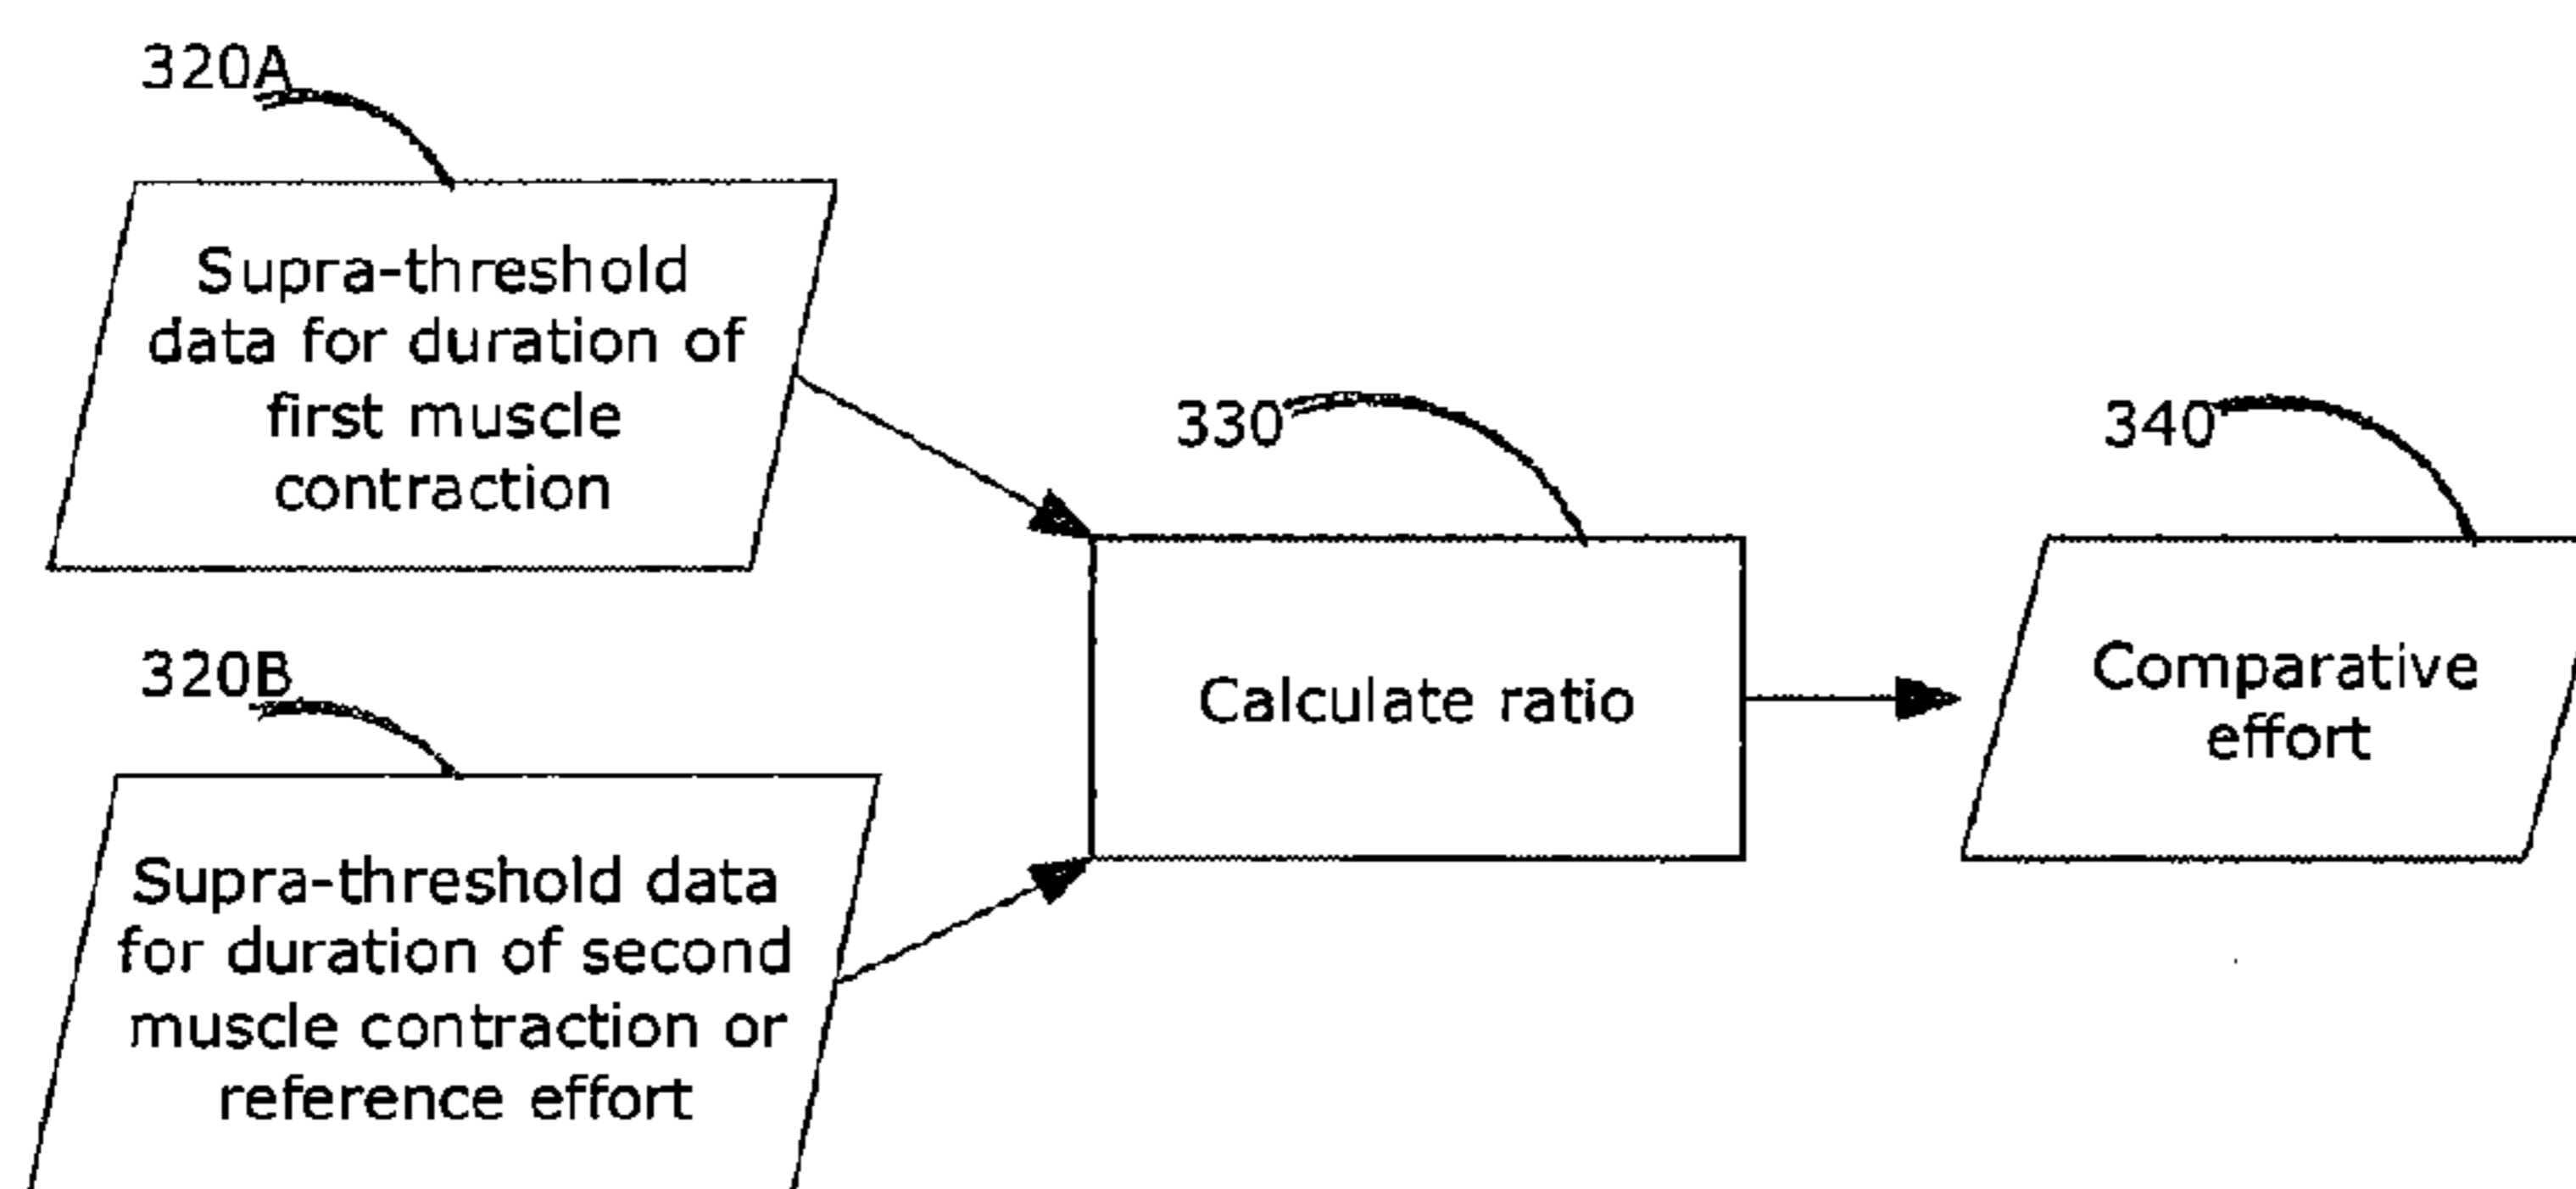 320A
Supra-threshold
data for duration of
first muscle
contraction
320B
Supra-threshold data
for duration of second
muscle contraction or
reference effort
330
Calculate ratio
340
Comparative
effort